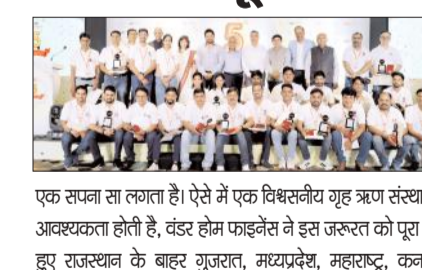 एक सपना सा लगता है। ऐसे में एक विश्वसनीय गृह ऋण संस्था
आवश्यकता होती है, वंडर होम फाइनेंस ने इस जरूरत को पूरा
हुए राजस्थान के बाहर गुजरात, मध्यप्रदेश, महाराष्ट्र, कन